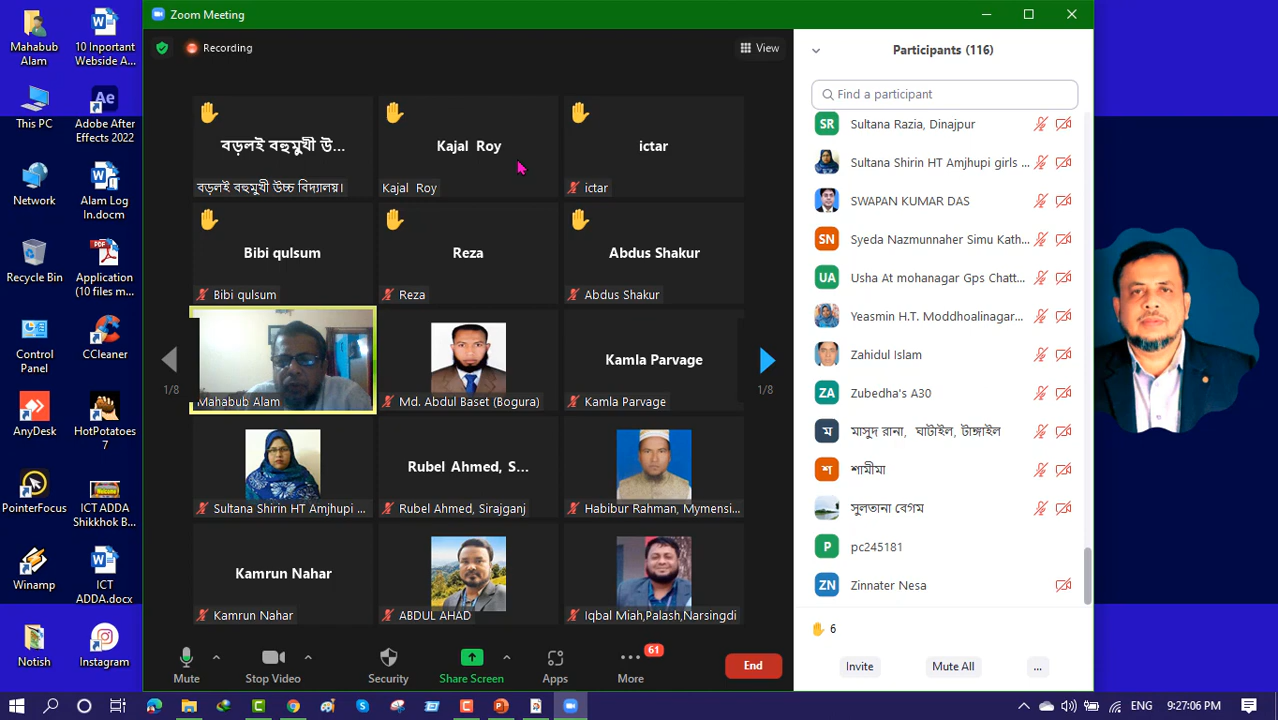 Zoom Meeting
Mahabub
Alam
10 Inportant
Webside A...
This PC
Adobe After
Effects 2022
Network
Alam Log
In.docm
Recycle Bin
Application
(10 files m...
Control
Panel
CCleaner
AnyDesk
HotPotatoes
7
PointerFocus
ICT ADDA
Shikkhok B...
Winamp
ICT
ADDA.docx
Notish
Instagram
Recording
View
বড়লই বহুমুখী উ...
বড়লই বহুমুখী উচ্চ বিদ্যালয়।
Kajal Roy
Kajal Roy
ictar
ictar
Bibi qulsum
Bibi qulsum
Reza
Reza
Abdus Shakur
Abdus Shakur
Mahabub Alam
Md. Abdul Baset (Bogura)
Kamla Parvage
Kamla Parvage
1/8
1/8
Sultana Shirin HT Amjhupi ...
Rubel Ahmed, S...
Rubel Ahmed, Sirajganj
Habibur Rahman, Mymensi...
Kamrun Nahar
Kamrun Nahar
ABDUL AHAD
Iqbal Miah,Palash,Narsingdi
Mute
Stop Video
Security
Share Screen
Apps
61
More
End
Participants (116)
Find a participant
SR Sultana Razia, Dinajpur
Sultana Shirin HT Amjhupi girls ...
SWAPAN KUMAR DAS
SN Syeda Nazmunnaher Simu Kath...
UA Usha At mohanagar Gps Chatt...
Yeasmin H.T. Moddhoalinagar...
Zahidul Islam
ZA Zubedha's A30
ম মাসুদ রানা, ঘাটাইল, টাঙ্গাইল
শ শামীমা
সুলতানা বেগম
P pc245181
ZN Zinnater Nesa
6
Invite
Mute All
...
ENG
9:27:06 PM